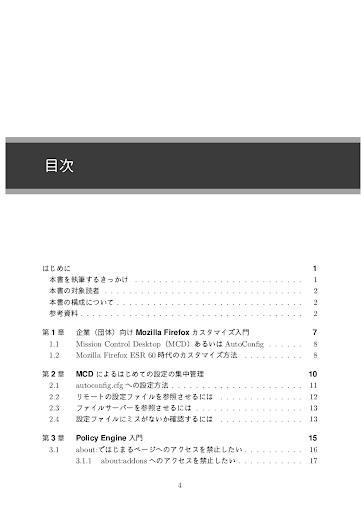 目次
はじめに 1
本書を執筆するきっかけ . . . . . . . . . . . . . . . . . . . . . . . . 1
本書の対象読者 . . . . . . . . . . . . . . . . . . . . . . . . . . . . 2
本書の構成について . . . . . . . . . . . . . . . . . . . . . . . . . . 2
参考資料 . . . . . . . . . . . . . . . . . . . . . . . . . . . . . . . 2
第 1 章 企業（団体）向け Mozilla Firefox カスタマイズ入門 7
1.1 Mission Control Desktop（MCD）あるいは AutoConfig . . . . . . 8
1.2 Mozilla Firefox ESR 60 時代のカスタマイズ方法 . . . . . . . . 8
第 2 章 MCD によるはじめての設定の集中管理 10
2.1 autoconfig.cfg への設定方法 . . . . . . . . . . . . . . . . . . 11
2.2 リモートの設定ファイルを参照させるには . . . . . . . . . . . . 12
2.3 ファイルサーバーを参照させるには . . . . . . . . . . . . . . . 13
2.4 設定ファイルにミスがないか確認するには . . . . . . . . . . . . 13
第 3 章 Policy Engine 入門 15
3.1 about:ではじまるページへのアクセスを禁止したい . . . . . . . . . 16
3.1.1 about:addons へのアクセスを禁止したい . . . . . . . . . . 17
4